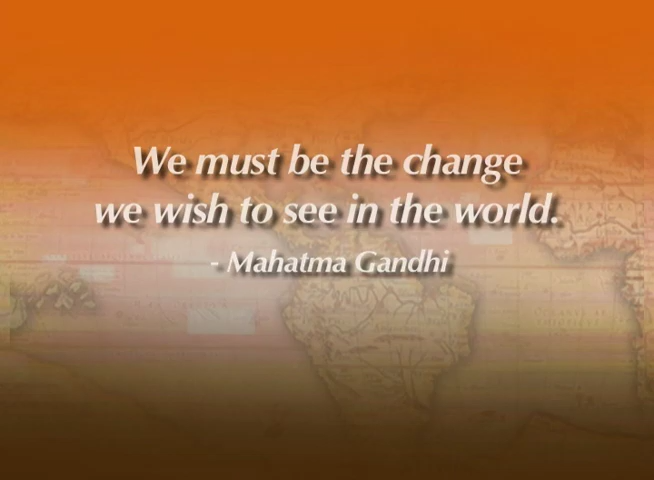 We must be the change
we wish to see in the world.
- Mahatma Gandhi